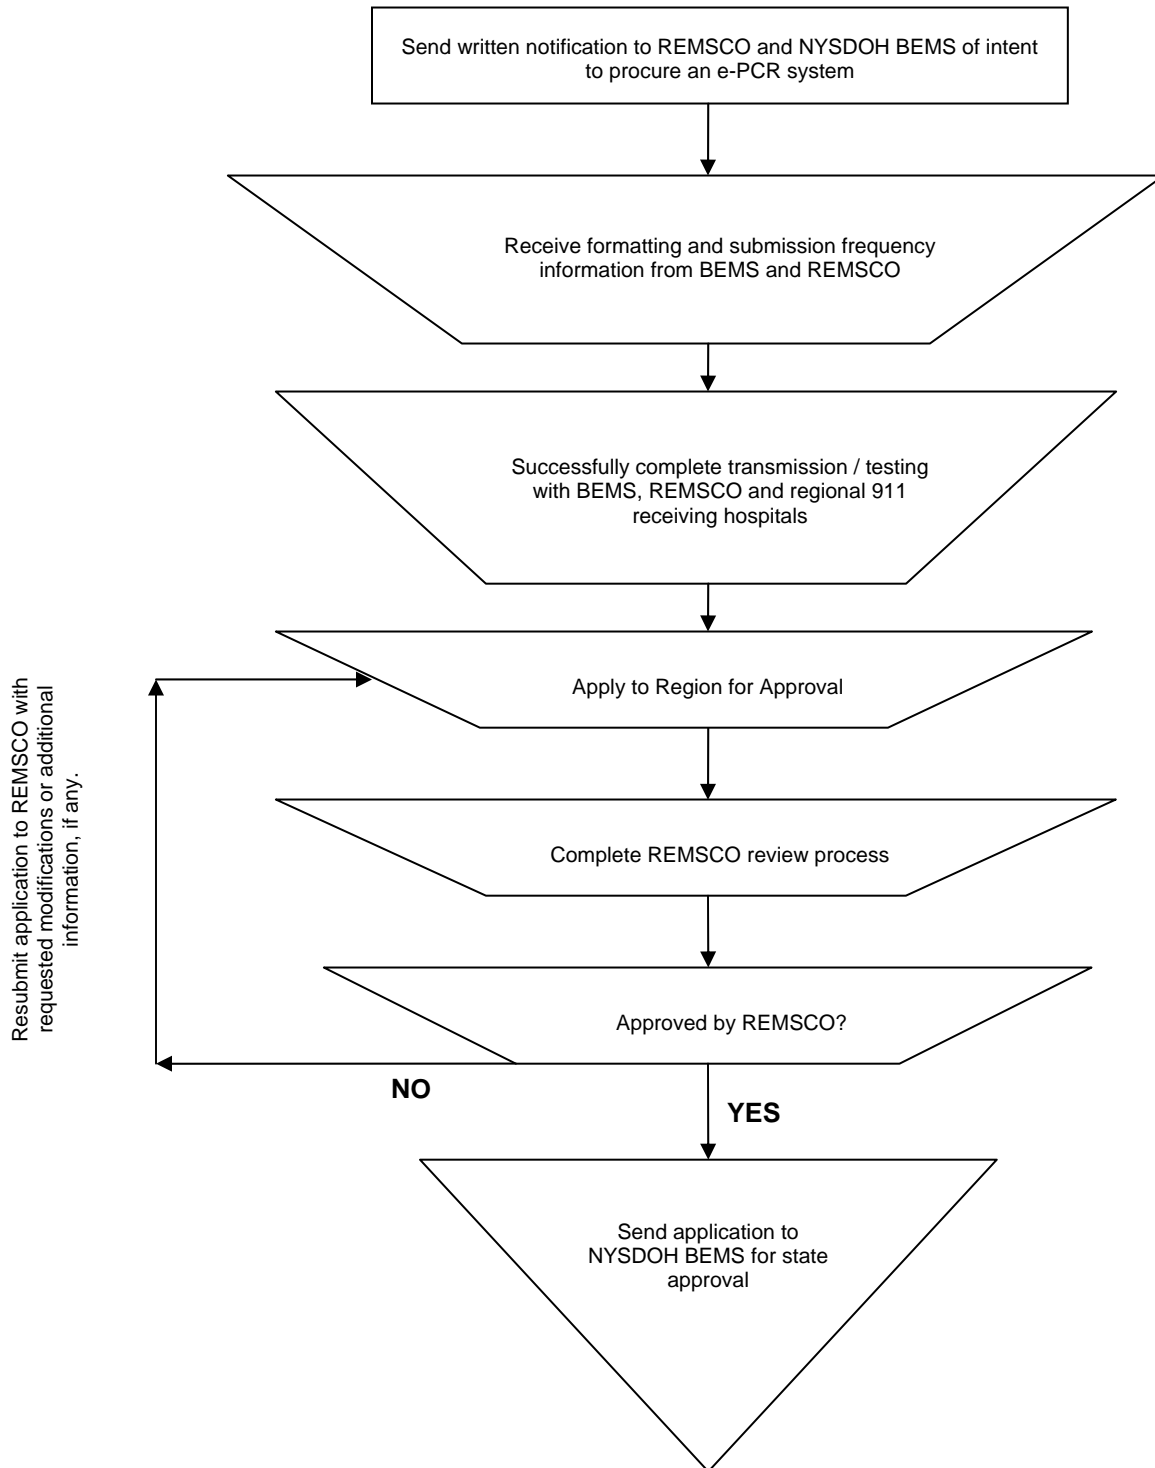 Send written notification to REMSCO and NYSDOH BEMS of intent
to procure an e-PCR system
Receive formatting and submission frequency
information from BEMS and REMSCO
Successfully complete transmission / testing
with BEMS, REMSCO and regional 911
receiving hospitals
Apply to Region for Approval
Resubmit application to REMSCO with
requested modifications or additional
information, if any.
Complete REMSCO review process
Approved by REMSCO?
NO
YES
Send application to
NYSDOH BEMS for state
approval